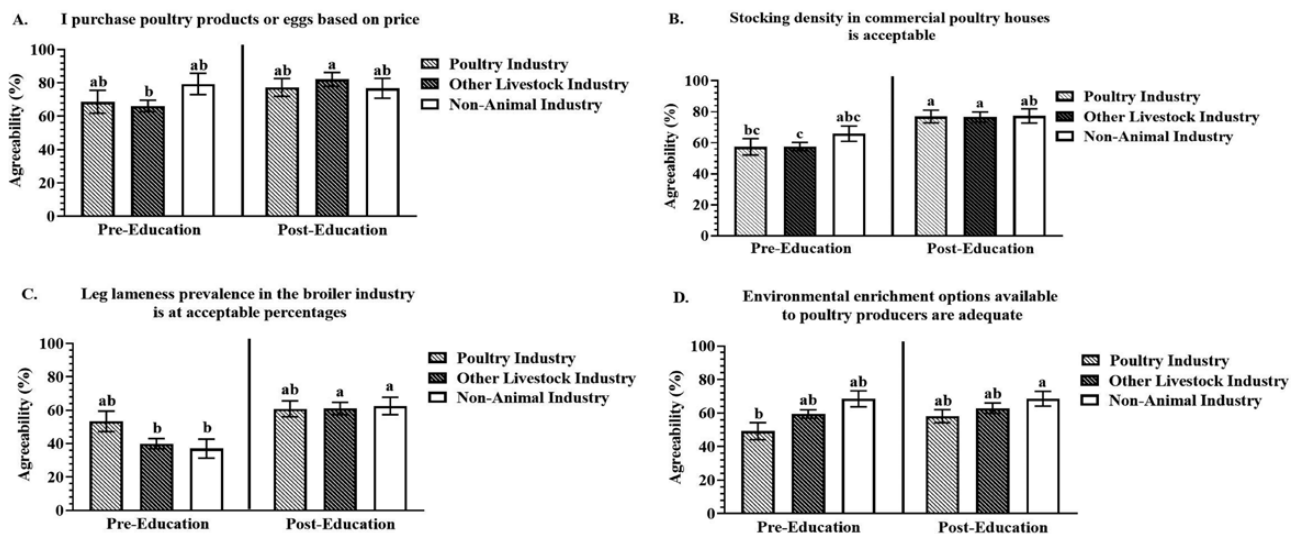 A. I purchase poultry products or eggs based on price
Agreeability (%)
100
80
60
40
20
0
ab
b
ab
ab
a
ab
Pre-Education
Post-Education
Poultry Industry
Other Livestock Industry
Non-Animal Industry
B. Stocking density in commercial poultry houses
is acceptable
Agreeability (%)
100
80
60
40
20
0
bc
c
abc
a
a
ab
Pre-Education
Post-Education
Poultry Industry
Other Livestock Industry
Non-Animal Industry
C. Leg lameness prevalence in the broiler industry
is at acceptable percentages
Agreeability (%)
100
80
60
40
20
0
ab
b
b
ab
a
a
Pre-Education
Post-Education
Poultry Industry
Other Livestock Industry
Non-Animal Industry
D. Environmental enrichment options available
to poultry producers are adequate
Agreeability (%)
100
80
60
40
20
0
b
ab
ab
ab
ab
a
Pre-Education
Post-Education
Poultry Industry
Other Livestock Industry
Non-Animal Industry